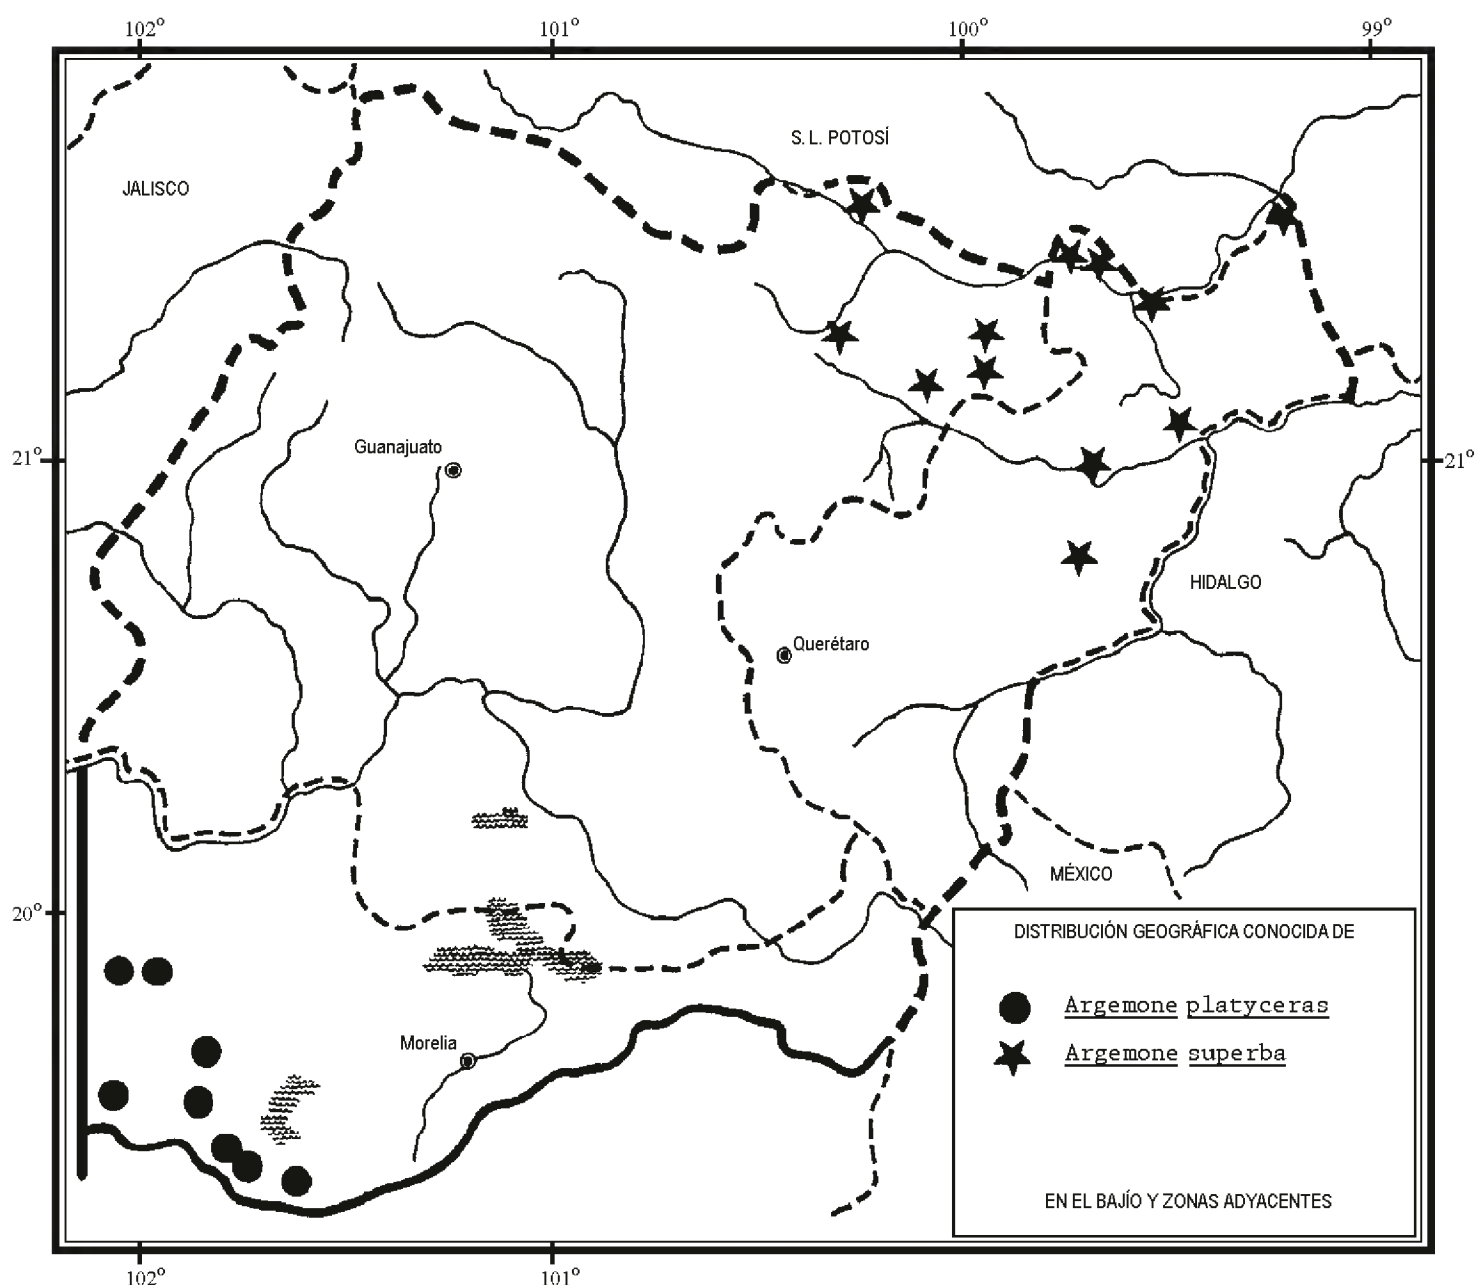 102° 101° 100° 99°
S. L. POTOSÍ
JALISCO
Guanajuato
21° 21°
HIDALGO
Querétaro
MÉXICO
20°
DISTRIBUCIÓN GEOGRÁFICA CONOCIDA DE
Argemone platyceras
Morelia
Argemone superba
EN EL BAJÍO Y ZONAS ADYACENTES
102° 101°